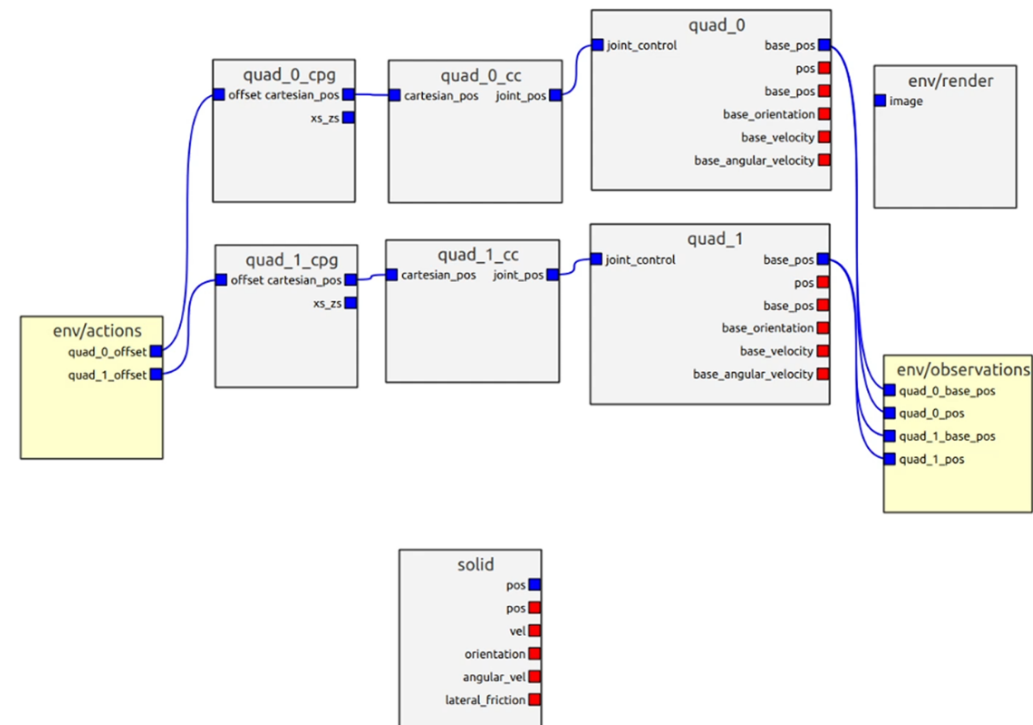 quad_0
joint_control
base_pos
pos
base_pos
base_orientation
base_velocity
base_angular_velocity
quad_0_cpg
offset cartesian_pos
xs_zs
quad_0_cc
cartesian_pos joint_pos
env/render
image
quad_1
joint_control
base_pos
pos
base_pos
base_orientation
base_velocity
base_angular_velocity
quad_1_cpg
offset cartesian_pos
xs_zs
quad_1_cc
cartesian_pos joint_pos
env/actions
quad_0_offset
quad_1_offset
env/observations
quad_0_base_pos
quad_0_pos
quad_1_base_pos
quad_1_pos
solid
pos
pos
vel
orientation
angular_vel
lateral_friction